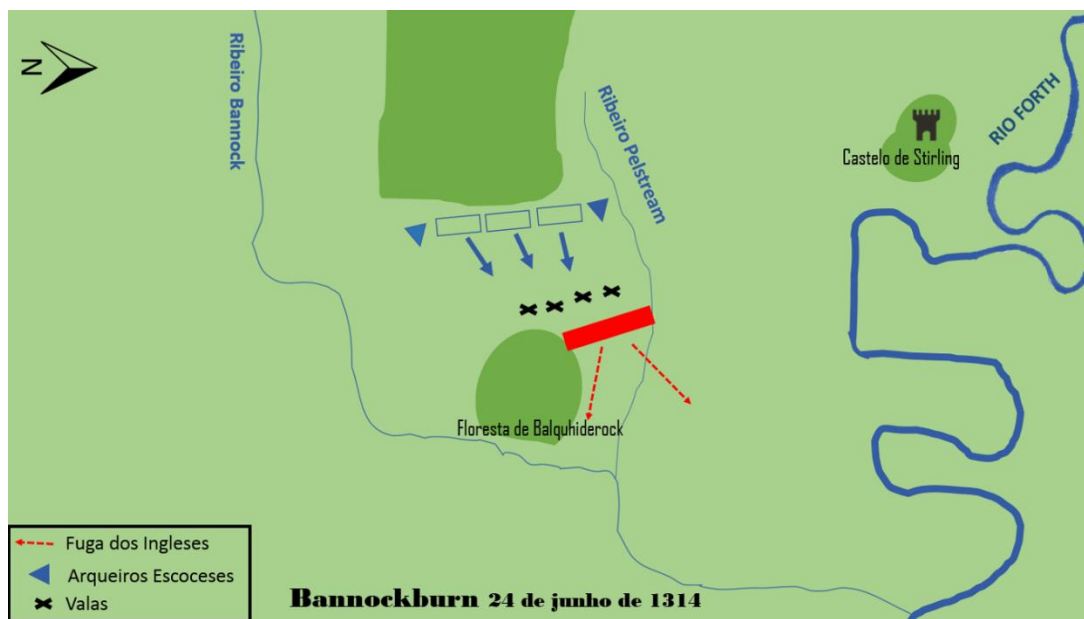 N
Ribeiro Bannock
Ribeiro Pelstream
RIO FORTH
Castelo de Stirling
Floresta de Balquhiderock
Fuga dos Ingleses
Arqueiros Escoceses
Valas
Bannockburn 24 de junho de 1314